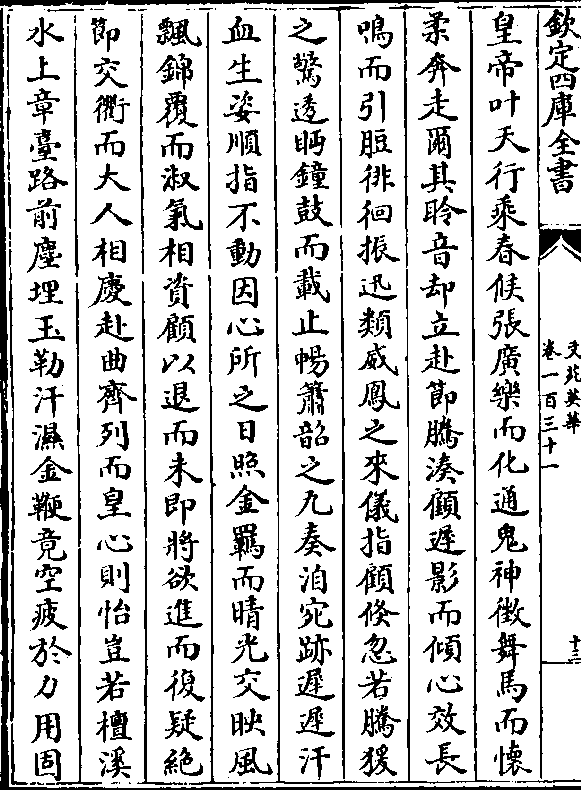 欽定四庫全書
文苑英華
卷一百三十一
十三
皇帝叶天行乘春候張廣樂而化通鬼神徵舞馬而懷
柔奔走爾其聆音却立赴節騰湊顧遲影而傾心效長
鳴而引脰徘徊振迅類威鳳之來儀指顧倏忽若騰猨
之驚透眄鐘鼓而載止暢簫韶之九奏洎宛跡遲遲汗
血生姿順指不動因心所之日照金羈而晴光交映風
飄錦覆而淑氣相資顧以退而未即將欲進而復疑絶
節交衢而大人相慶赴曲齊列而皇心則怡豈若檀溪
水上章臺路前塵埋玉勒汗濕金鞭竟空疲於力用固